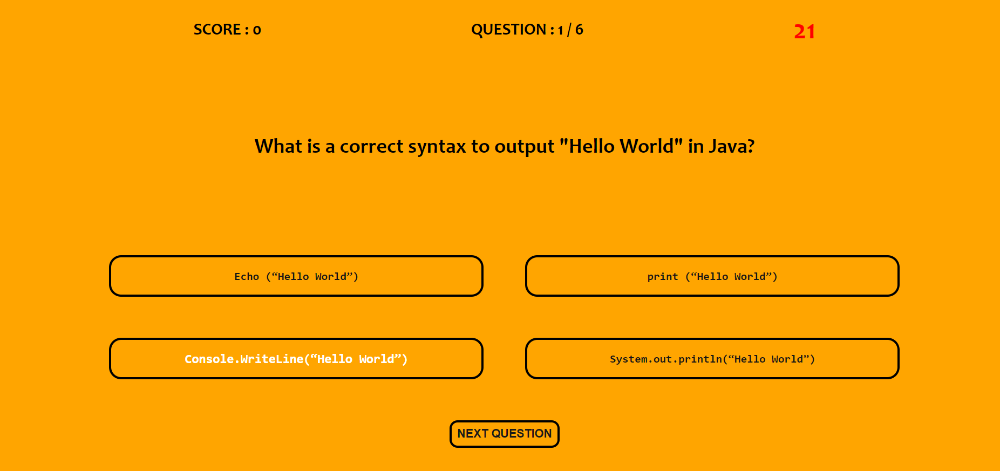 SCORE : 0
QUESTION : 1 / 6
21
What is a correct syntax to output "Hello World" in Java?
Echo (“Hello World”)
print (“Hello World”)
Console.WriteLine(“Hello World”)
System.out.println(“Hello World”)
NEXT QUESTION